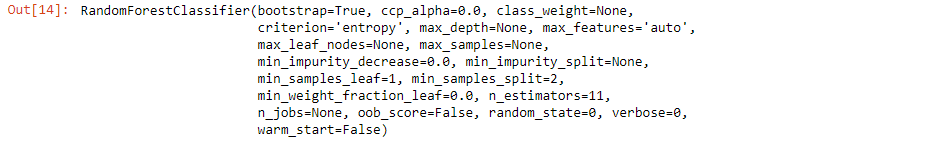 Out[14]: RandomForestClassifier(bootstrap=True, ccp_alpha=0.0, class_weight=None,
criterion='entropy', max_depth=None, max_features='auto',
max_leaf_nodes=None, max_samples=None,
min_impurity_decrease=0.0, min_impurity_split=None,
min_samples_leaf=1, min_samples_split=2,
min_weight_fraction_leaf=0.0, n_estimators=11,
n_jobs=None, oob_score=False, random_state=0, verbose=0,
warm_start=False)